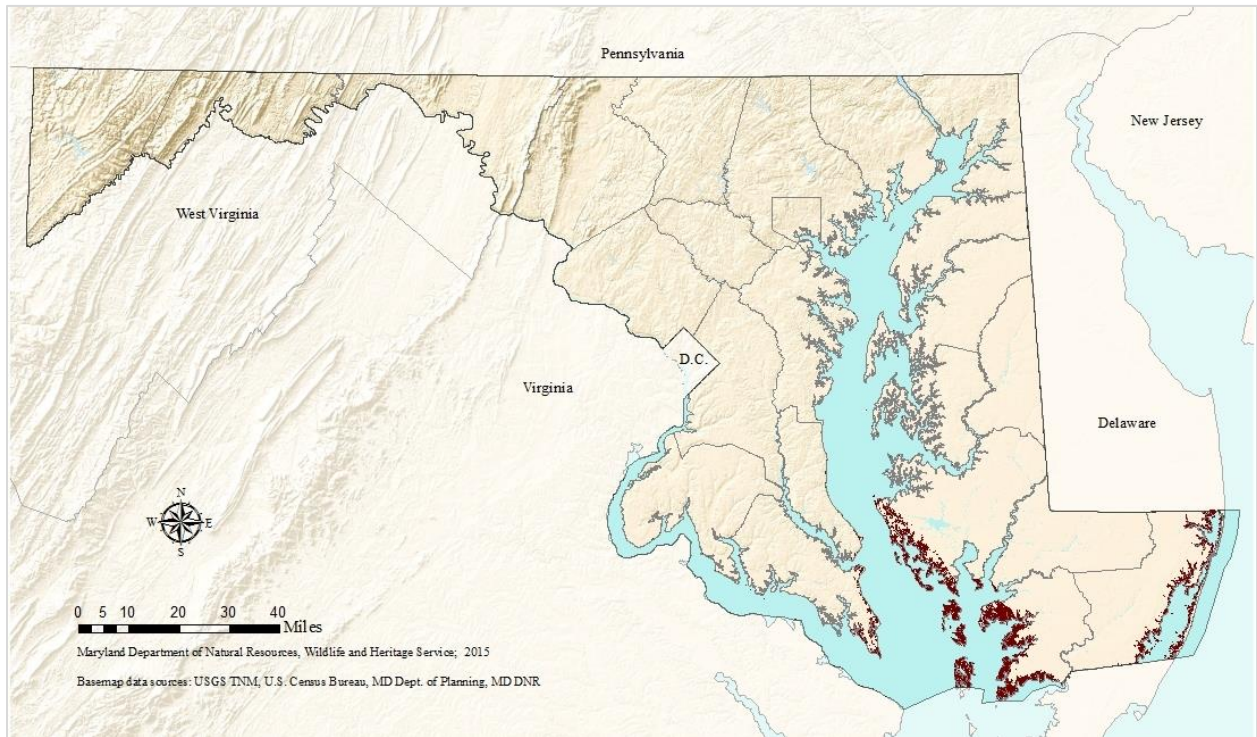 Pennsylvania
New Jersey
West Virginia
D.C.
Virginia
Delaware
N
W E
S
0 5 10 20 30 40
Miles
Maryland Department of Natural Resources, Wildlife and Heritage Service; 2015
Basemap data sources: USGS TNM, U.S. Census Bureau, MD Dept. of Planning, MD DNR